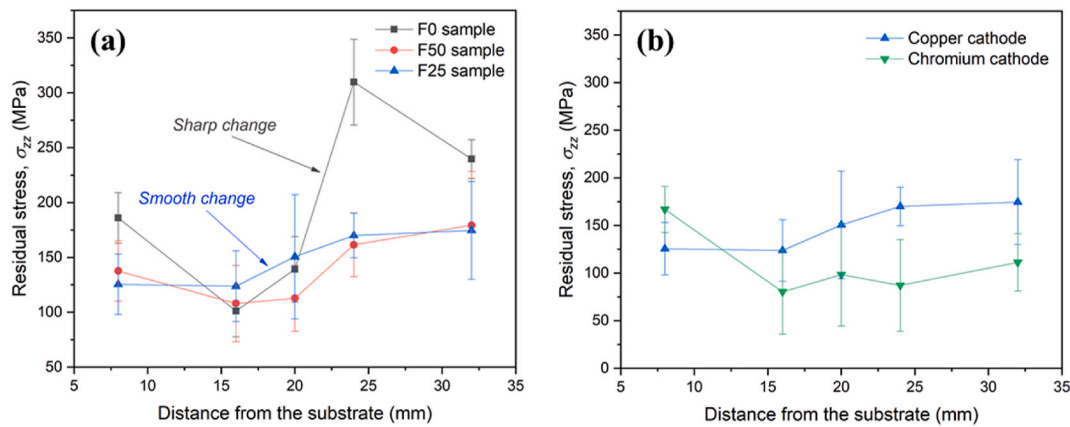 (a)
F0 sample
F50 sample
F25 sample
Sharp change
Smooth change
350
300
250
200
150
100
50
5
10
15
20
25
30
35
Residual stress, σzz (MPa)
Distance from the substrate (mm)
(b)
Copper cathode
Chromium cathode
350
300
250
200
150
100
50
0
5
10
15
20
25
30
35
Residual stress, σzz (MPa)
Distance from the substrate (mm)